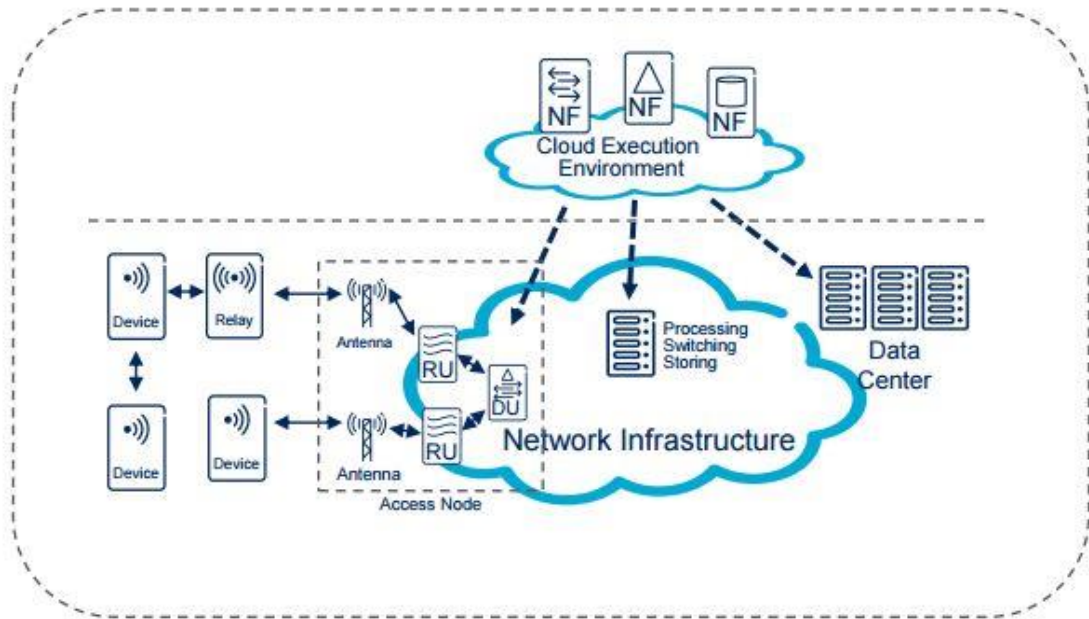 NF
NF
NF
Cloud Execution
Environment
Device
Relay
Antenna
RU
Processing
Switching
Storing
Data
Center
DU
Device
Device
Antenna
RU
Network Infrastructure
Access Node